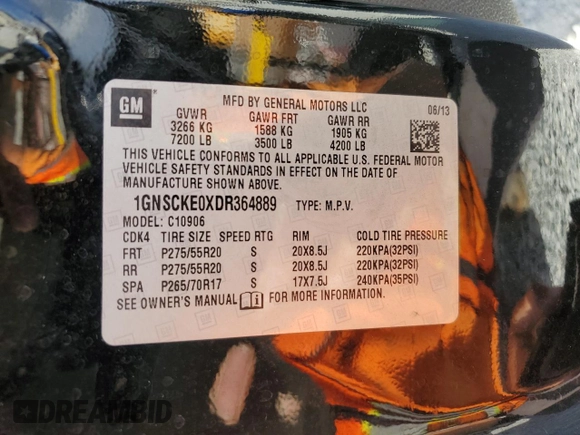 GM
MFD BY GENERAL MOTORS LLC
06/13
GVWR GAWR FRT GAWR RR
3266 KG 1588 KG 1905 KG
7200 LB 3500 LB 4200 LB
THIS VEHICLE CONFORMS TO ALL APPLICABLE U.S. FEDERAL MOTOR
VEHICLE SAFETY STANDARDS IN EFFECT ON THE DATE OF
MANUFACTURE SHOWN ABOVE.
1GNSCKE0XDR364889 TYPE: M.P.V.
MODEL: C10906
CDK4 TIRE SIZE SPEED RTG RIM COLD TIRE PRESSURE
FRT P275/55R20 S 20X8.5J 220KPA(32PSI)
RR P275/55R20 S 20X8.5J 220KPA(32PSI)
SPA P265/70R17 S 17X7.5J 240KPA(35PSI)
SEE OWNER'S MANUAL i FOR MORE INFORMATION.
DREAMBID